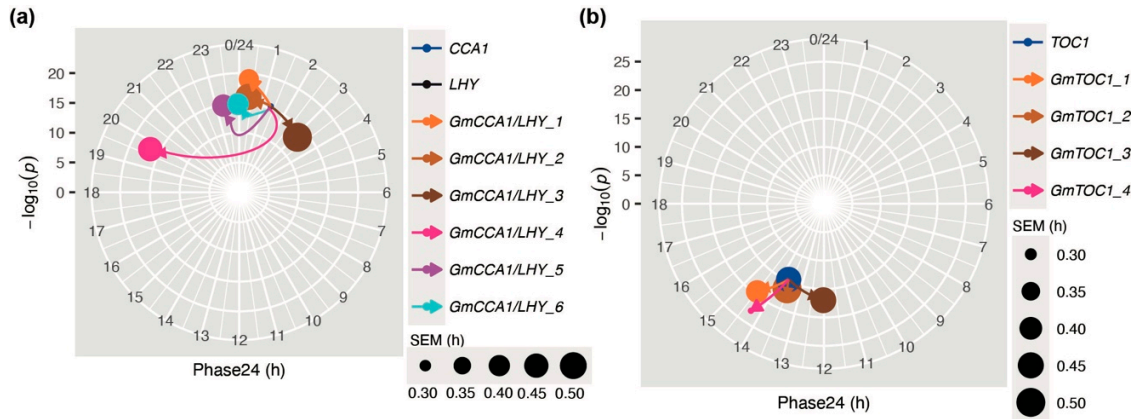 (a)
0/24
1
2
3
4
5
6
7
8
9
10
11
12
13
14
15
16
17
18
19
20
21
22
23
20
15
10
5
0
−log10(p)
Phase24 (h)
CCA1
LHY
GmCCA1/LHY_1
GmCCA1/LHY_2
GmCCA1/LHY_3
GmCCA1/LHY_4
GmCCA1/LHY_5
GmCCA1/LHY_6
SEM (h)
0.30 0.35 0.40 0.45 0.50
(b)
0/24
1
2
3
4
5
6
7
8
9
10
11
12
13
14
15
16
17
18
19
20
21
22
23
25
20
15
10
5
0
−log10(p)
Phase24 (h)
TOC1
GmTOC1_1
GmTOC1_2
GmTOC1_3
GmTOC1_4
SEM (h)
0.30
0.35
0.40
0.45
0.50